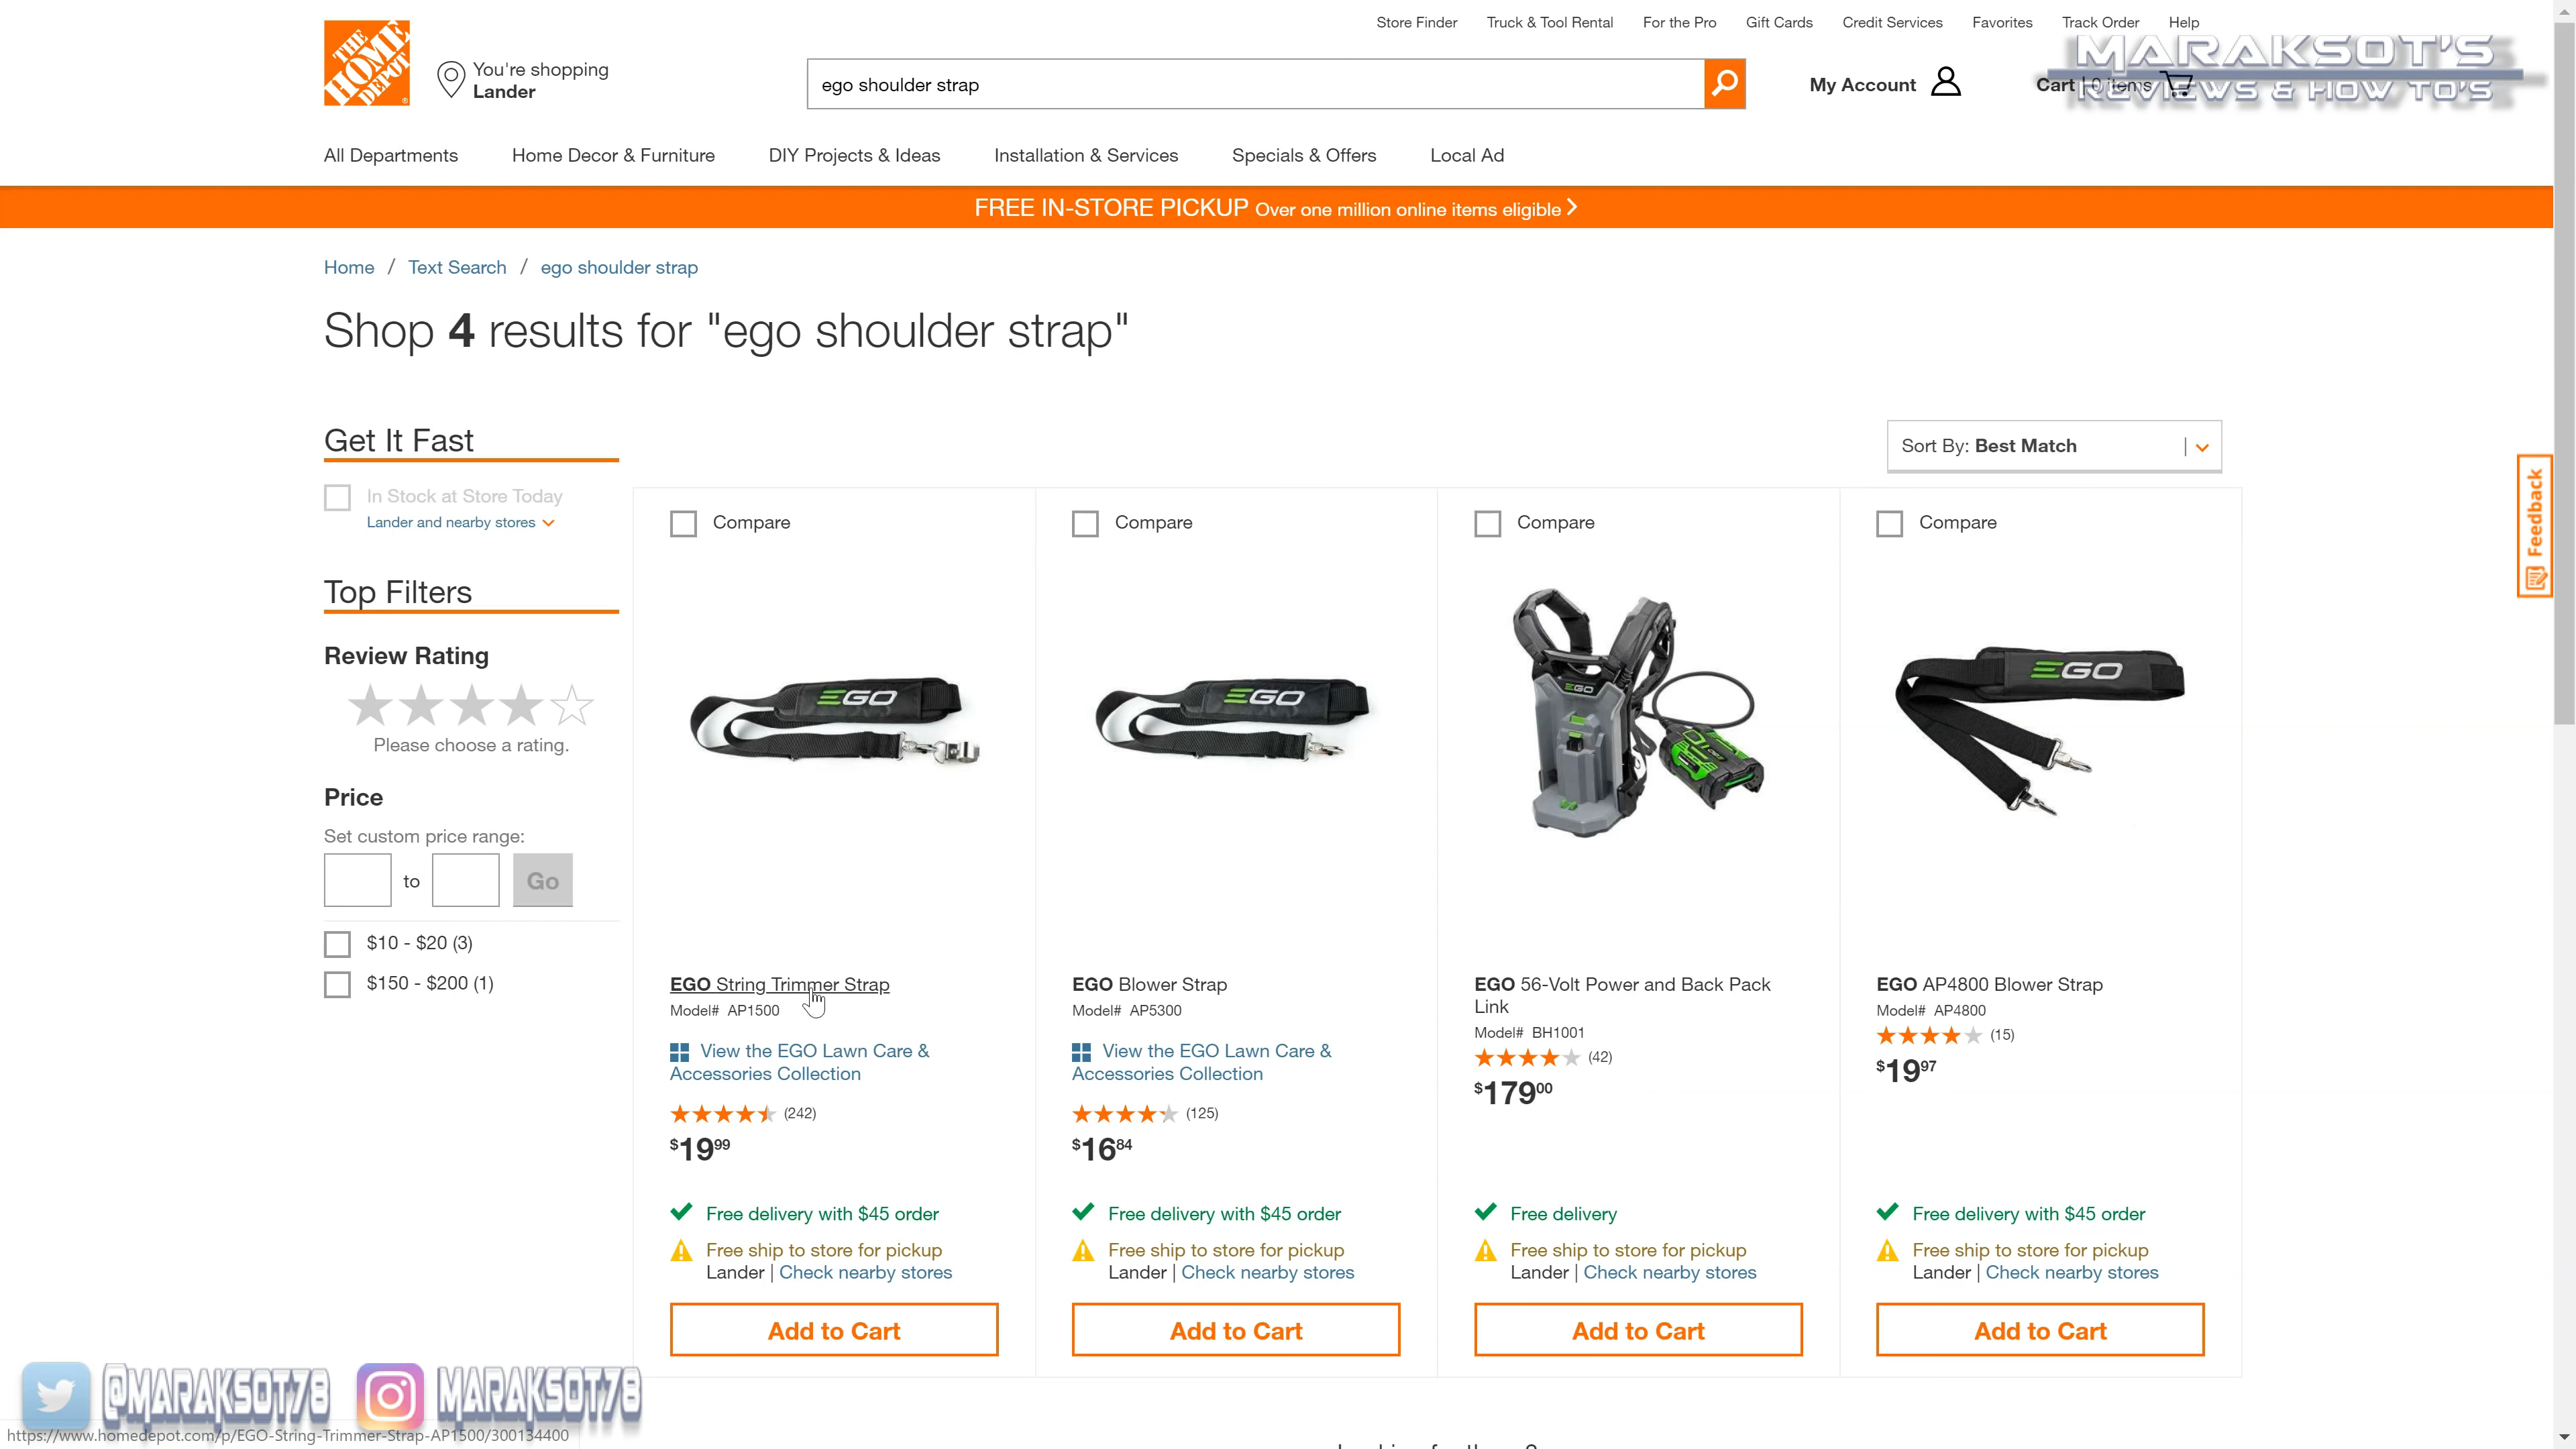 Store Finder Truck & Tool Rental For the Pro Gift Cards Credit Services Favorites Track Order Help
THE HOME DEPOT
You're shopping
Lander
ego shoulder strap
My Account
Cart | 0 items
MARAKSOT'S
REVIEWS & HOW TO'S
All Departments Home Decor & Furniture DIY Projects & Ideas Installation & Services Specials & Offers Local Ad
FREE IN-STORE PICKUP Over one million online items eligible
Home / Text Search / ego shoulder strap
Shop 4 results for "ego shoulder strap"
Get It Fast
In Stock at Store Today
Lander and nearby stores
Top Filters
Review Rating
Please choose a rating.
Price
Set custom price range:
to Go
$10 - $20 (3)
$150 - $200 (1)
Sort By: Best Match
Feedback
Compare
EGO
EGO String Trimmer Strap
Model# AP1500
View the EGO Lawn Care &
Accessories Collection
(242)
$19.99
Free delivery with $45 order
Free ship to store for pickup
Lander | Check nearby stores
Add to Cart
Compare
EGO
EGO Blower Strap
Model# AP5300
View the EGO Lawn Care &
Accessories Collection
(125)
$16.84
Free delivery with $45 order
Free ship to store for pickup
Lander | Check nearby stores
Add to Cart
Compare
EGO
EGO 56-Volt Power and Back Pack
Link
Model# BH1001
(42)
$179.00
Free delivery
Free ship to store for pickup
Lander | Check nearby stores
Add to Cart
Compare
EGO
EGO AP4800 Blower Strap
Model# AP4800
(15)
$19.97
Free delivery with $45 order
Free ship to store for pickup
Lander | Check nearby stores
Add to Cart
@MARAKSOT78 MARAKSOT78
https://www.homedepot.com/p/EGO-String-Trimmer-Strap-AP1500/300134400